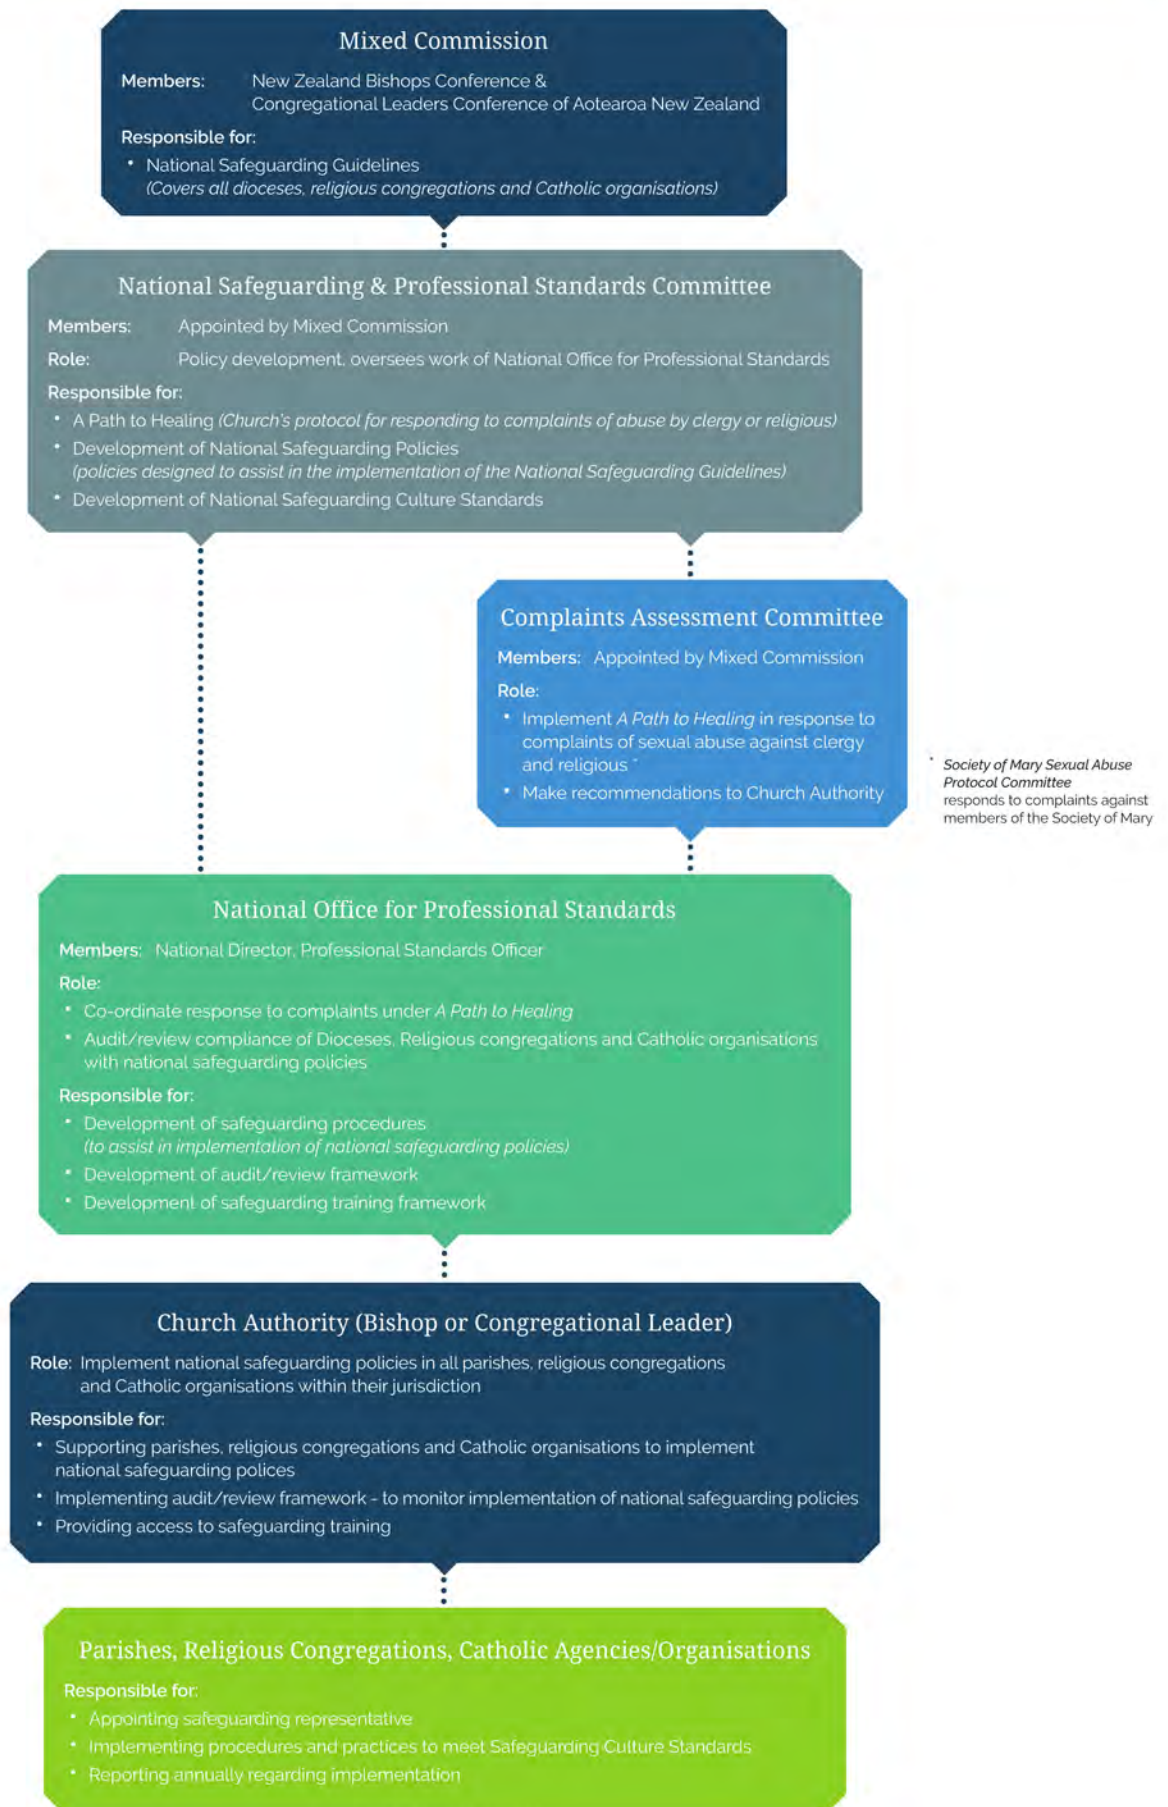 Mixed Commission
Members: New Zealand Bishops Conference &
Congregational Leaders Conference of Aotearoa New Zealand
Responsible for:
• National Safeguarding Guidelines
(Covers all dioceses, religious congregations and Catholic organisations)
National Safeguarding & Professional Standards Committee
Members: Appointed by Mixed Commission
Role: Policy development, oversees work of National Office for Professional Standards
Responsible for:
• A Path to Healing (Church's protocol for responding to complaints of abuse by clergy or religious)
• Development of National Safeguarding Policies
(policies designed to assist in the implementation of the National Safeguarding Guidelines)
• Development of National Safeguarding Culture Standards
Complaints Assessment Committee
Members: Appointed by Mixed Commission
Role:
• Implement A Path to Healing in response to
complaints of sexual abuse against clergy
and religious *
• Make recommendations to Church Authority
* Society of Mary Sexual Abuse
Protocol Committee
responds to complaints against
members of the Society of Mary
National Office for Professional Standards
Members: National Director, Professional Standards Officer
Role:
• Co-ordinate response to complaints under A Path to Healing
• Audit/review compliance of Dioceses, Religious congregations and Catholic organisations
with national safeguarding policies
Responsible for:
• Development of safeguarding procedures
(to assist in implementation of national safeguarding policies)
• Development of audit/review framework
• Development of safeguarding training framework
Church Authority (Bishop or Congregational Leader)
Role: Implement national safeguarding policies in all parishes, religious congregations
and Catholic organisations within their jurisdiction
Responsible for:
• Supporting parishes, religious congregations and Catholic organisations to implement
national safeguarding polices
• Implementing audit/review framework - to monitor implementation of national safeguarding policies
• Providing access to safeguarding training
Parishes, Religious Congregations, Catholic Agencies/Organisations
Responsible for:
• Appointing safeguarding representative
• Implementing procedures and practices to meet Safeguarding Culture Standards
• Reporting annually regarding implementation